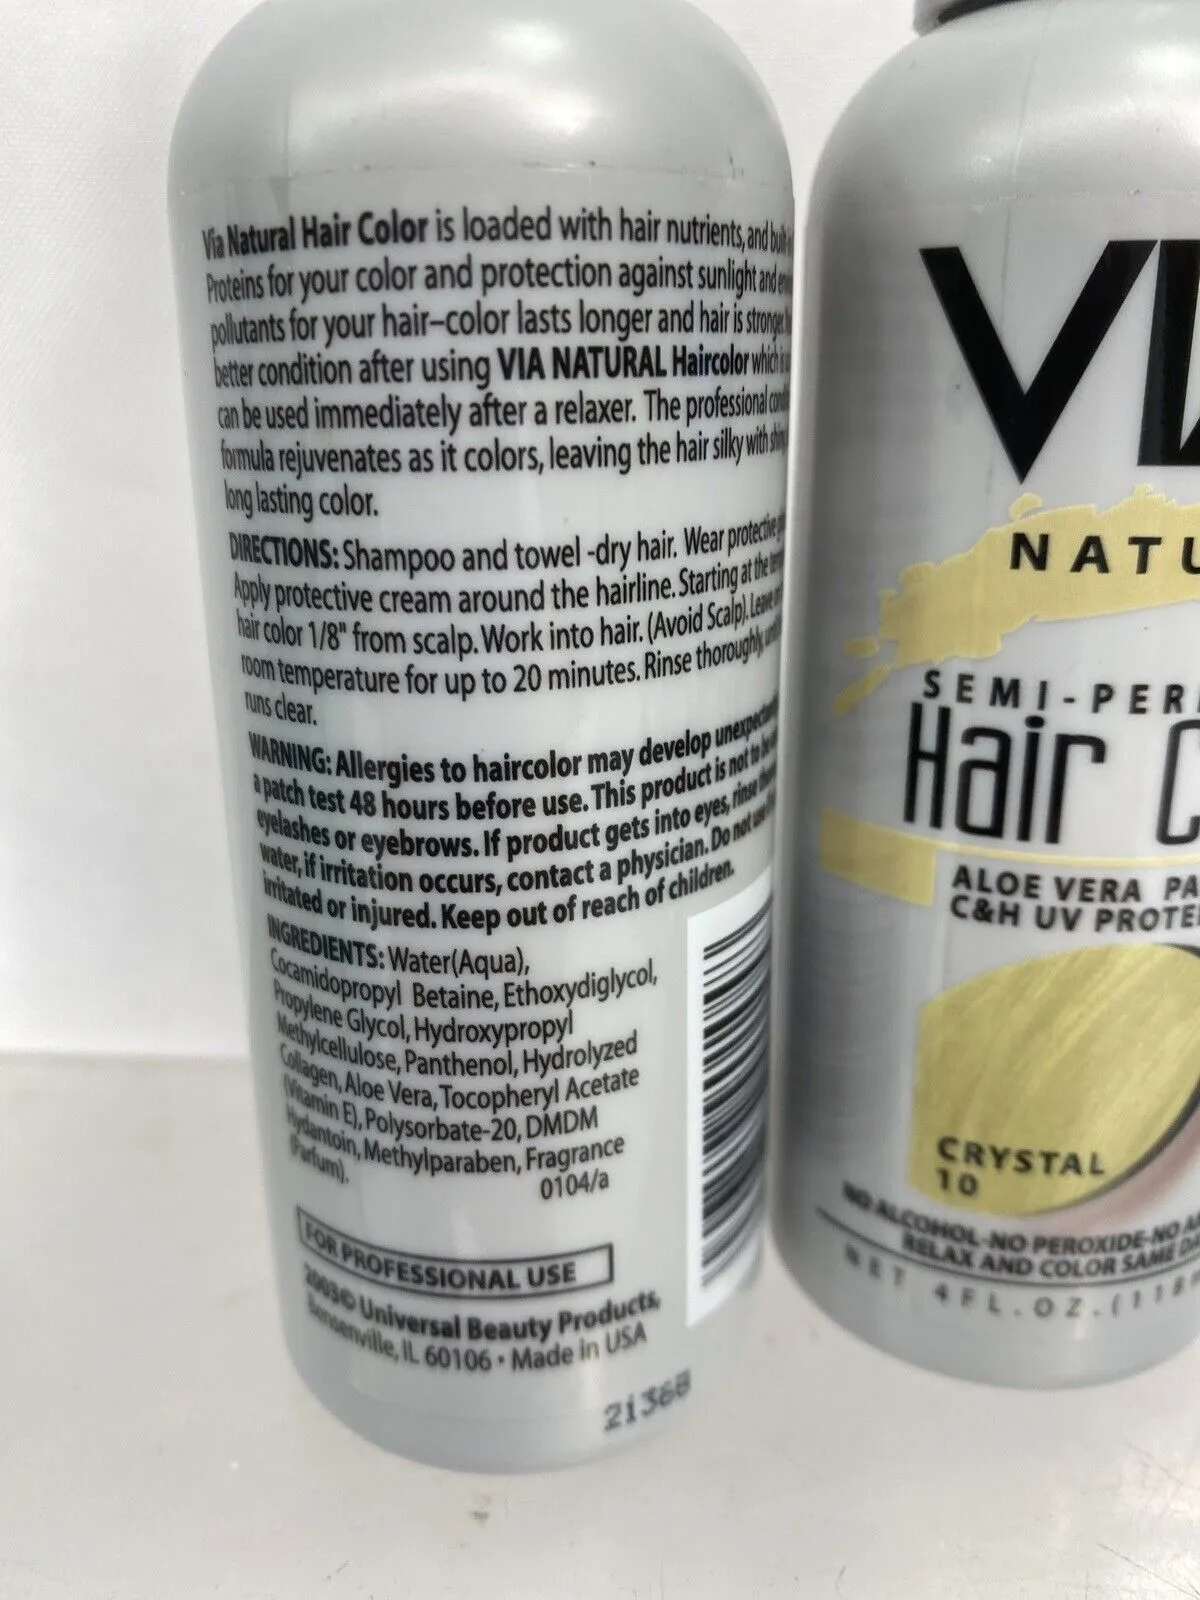 Via Natural Hair Color is loaded with hair nutrients, and
Proteins for your color and protection against sunlight and
pollutants for your hair–color lasts longer and hair is stronger.
better condition after using VIA NATURAL Haircolor which is
can be used immediately after a relaxer. The professional
formula rejuvenates as it colors, leaving the hair silky with
long lasting color.
DIRECTIONS: Shampoo and towel -dry hair. Wear protective
Apply protective cream around the hairline. Starting at the
hair color 1/8" from scalp. Work into hair. (Avoid Scalp). Leave
room temperature for up to 20 minutes. Rinse thoroughly,
runs clear.
WARNING: Allergies to haircolor may develop
a patch test 48 hours before use. This product is not to be
eyelashes or eyebrows. If product gets into eyes, rinse
water, if irritation occurs, contact a physician. Do not use if
irritated or injured. Keep out of reach of children.
INGREDIENTS: Water(Aqua),
Cocamidopropyl Betaine, Ethoxydiglycol,
Propylene Glycol, Hydroxypropyl
Methylcellulose, Panthenol, Hydrolyzed
Collagen, Aloe Vera, Tocopheryl Acetate
(Vitamin E), Polysorbate-20, DMDM
Hydantoin, Methylparaben, Fragrance
(Parfum).
0104/a
FOR PROFESSIONAL USE
2003© Universal Beauty Products,
Bensenville, IL 60106 • Made in USA
21368
VI
NATU
SEMI-PER
Hair C
ALOE VERA PA
C&H UV PROTE
CRYSTAL
10
NO ALCOHOL-NO PEROXIDE-NO A
RELAX AND COLOR SAME DA
NET 4FL.OZ.(118